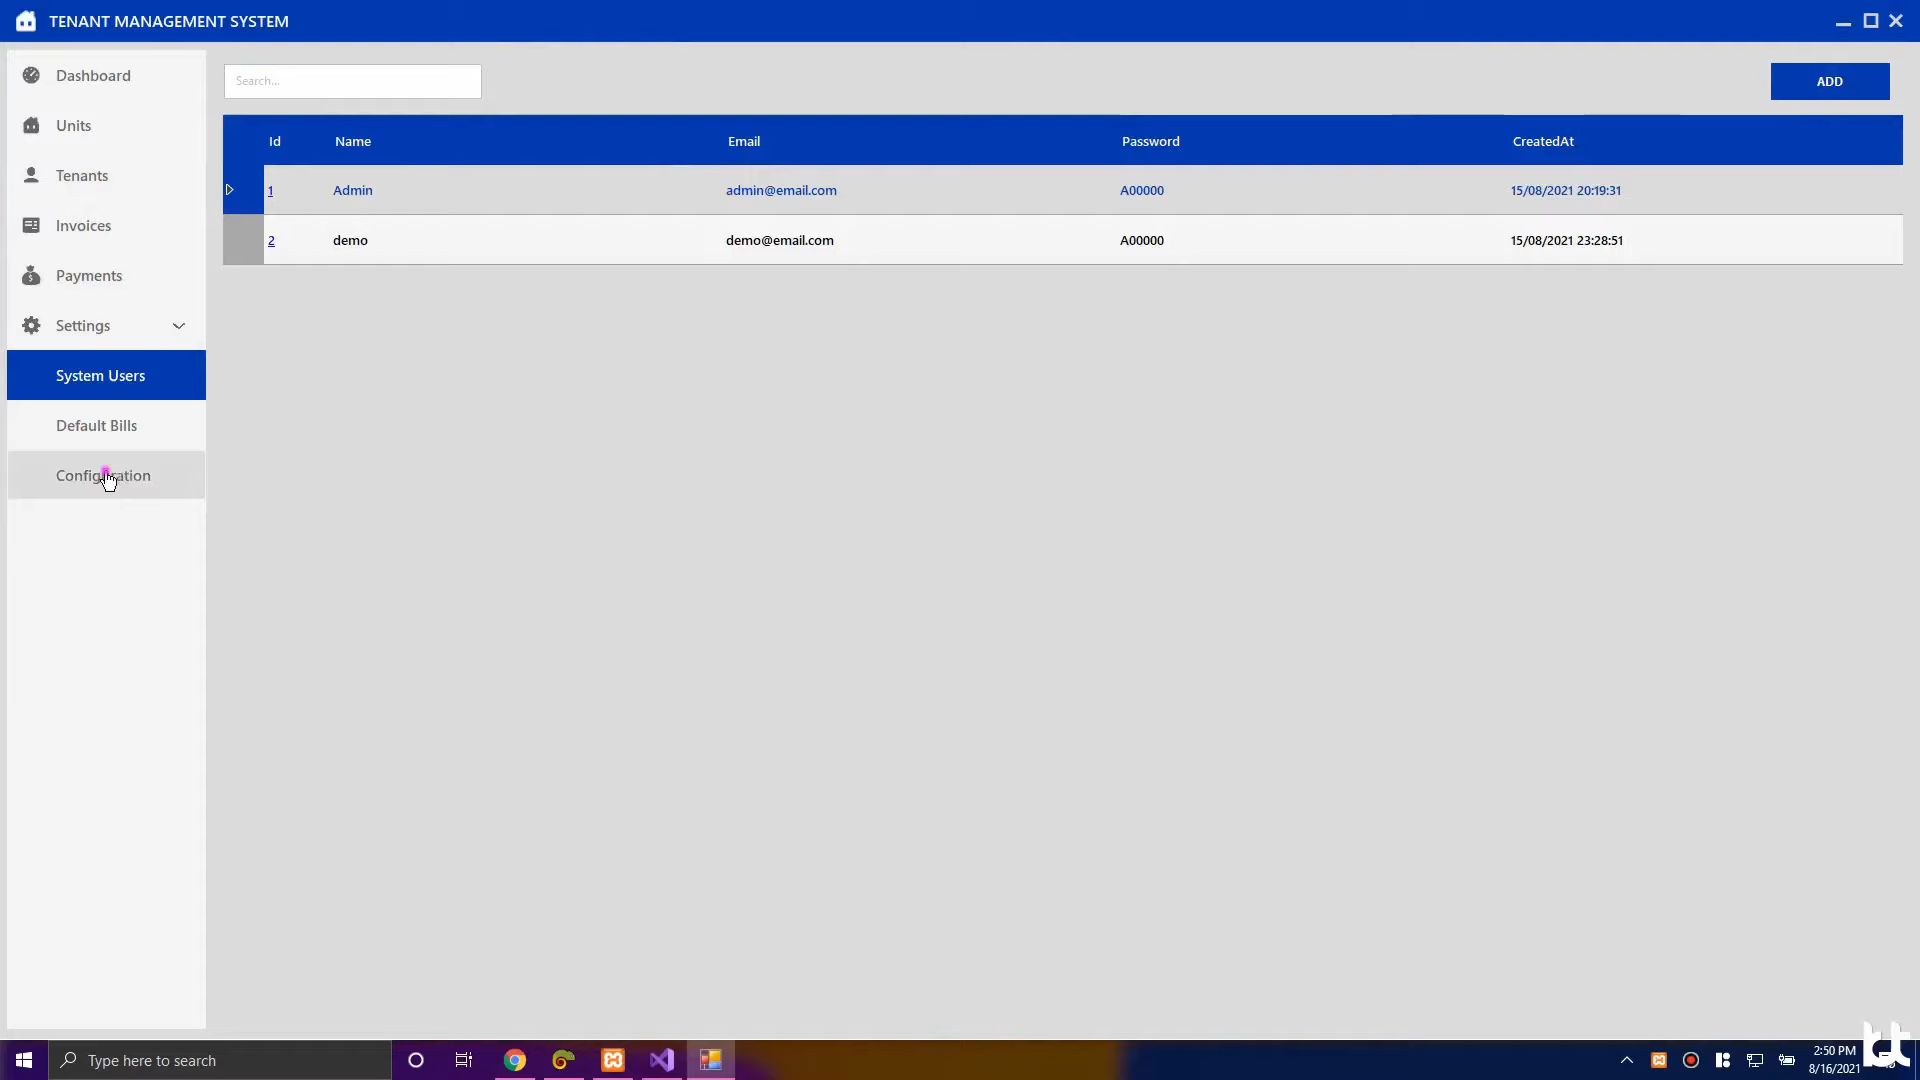 TENANT MANAGEMENT SYSTEM
Dashboard
Units
Tenants
Invoices
Payments
Settings
System Users
Default Bills
Configuration
Search...
ADD
Id Name Email Password CreatedAt
1 Admin admin@email.com A00000 15/08/2021 20:19:31
2 demo demo@email.com A00000 15/08/2021 23:28:51
Type here to search
2:50 PM
8/16/2021